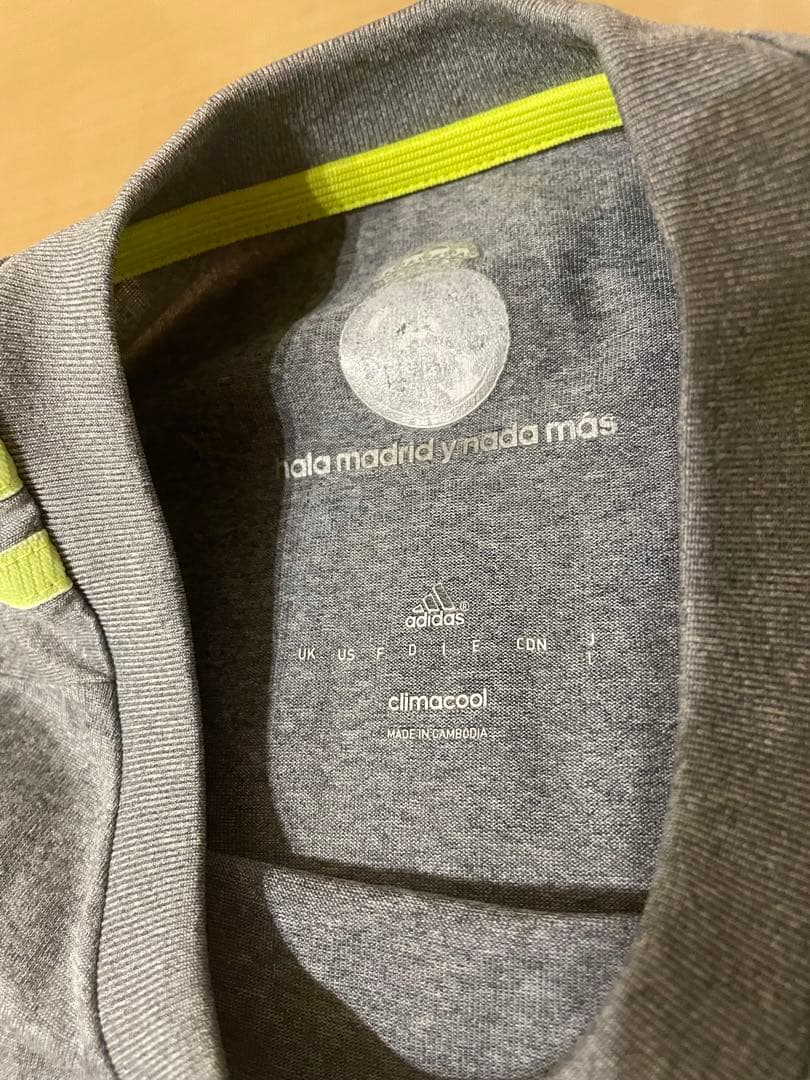 hala madrid y nada más
adidas®
UK US F D I E CDN J
L
climacool
MADE IN CAMBODIA